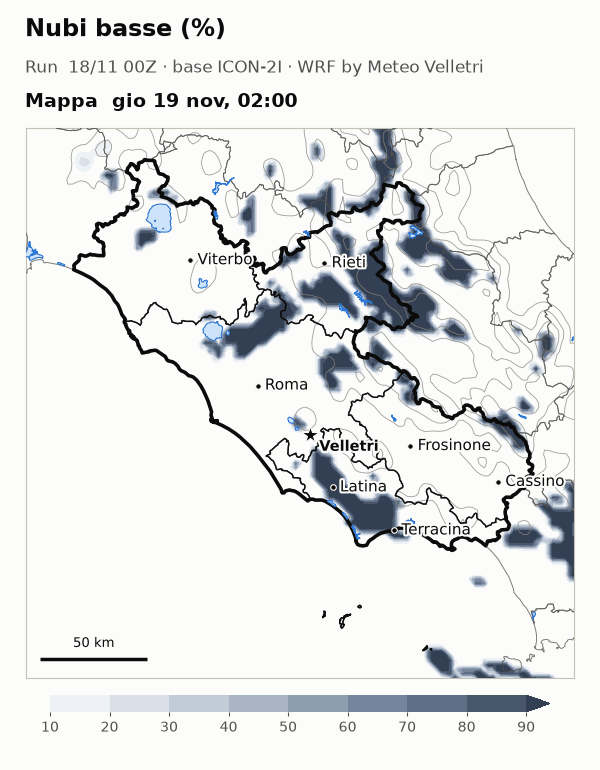 Nubi basse (%)
Run  18/11 00Z · base ICON-2I · WRF by Meteo Velletri
Mappa  gio 19 nov, 02:00
Viterbo
Rieti
Roma
Velletri
Frosinone
Latina
Cassino
Terracina
50 km
10 20 30 40 50 60 70 80 90